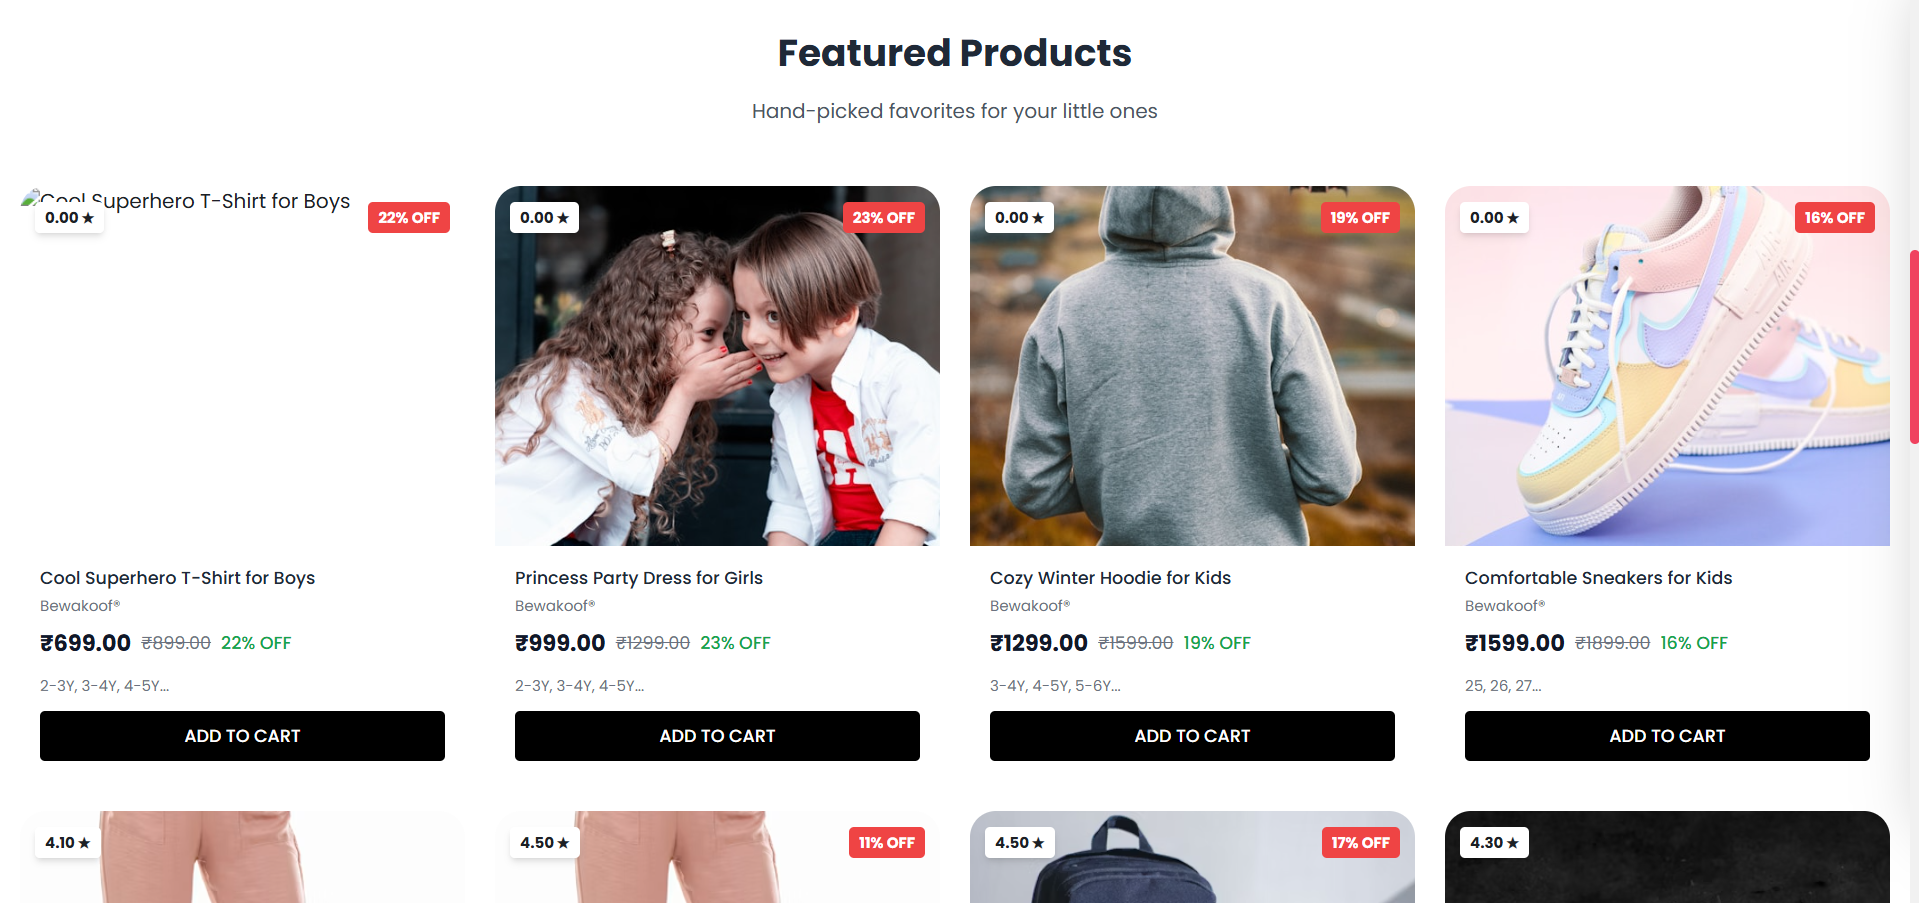 Featured Products
Hand-picked favorites for your little ones
Cool Superhero T-Shirt for Boys
0.00 ★
22% OFF
0.00 ★
23% OFF
0.00 ★
19% OFF
0.00 ★
16% OFF
Cool Superhero T-Shirt for Boys
Bewakoof®
₹699.00 ₹899.00 22% OFF
2-3Y, 3-4Y, 4-5Y...
ADD TO CART
Princess Party Dress for Girls
Bewakoof®
₹999.00 ₹1299.00 23% OFF
2-3Y, 3-4Y, 4-5Y...
ADD TO CART
Cozy Winter Hoodie for Kids
Bewakoof®
₹1299.00 ₹1599.00 19% OFF
3-4Y, 4-5Y, 5-6Y...
ADD TO CART
Comfortable Sneakers for Kids
Bewakoof®
₹1599.00 ₹1899.00 16% OFF
25, 26, 27...
ADD TO CART
4.10 ★
4.50 ★
11% OFF
4.50 ★
17% OFF
4.30 ★